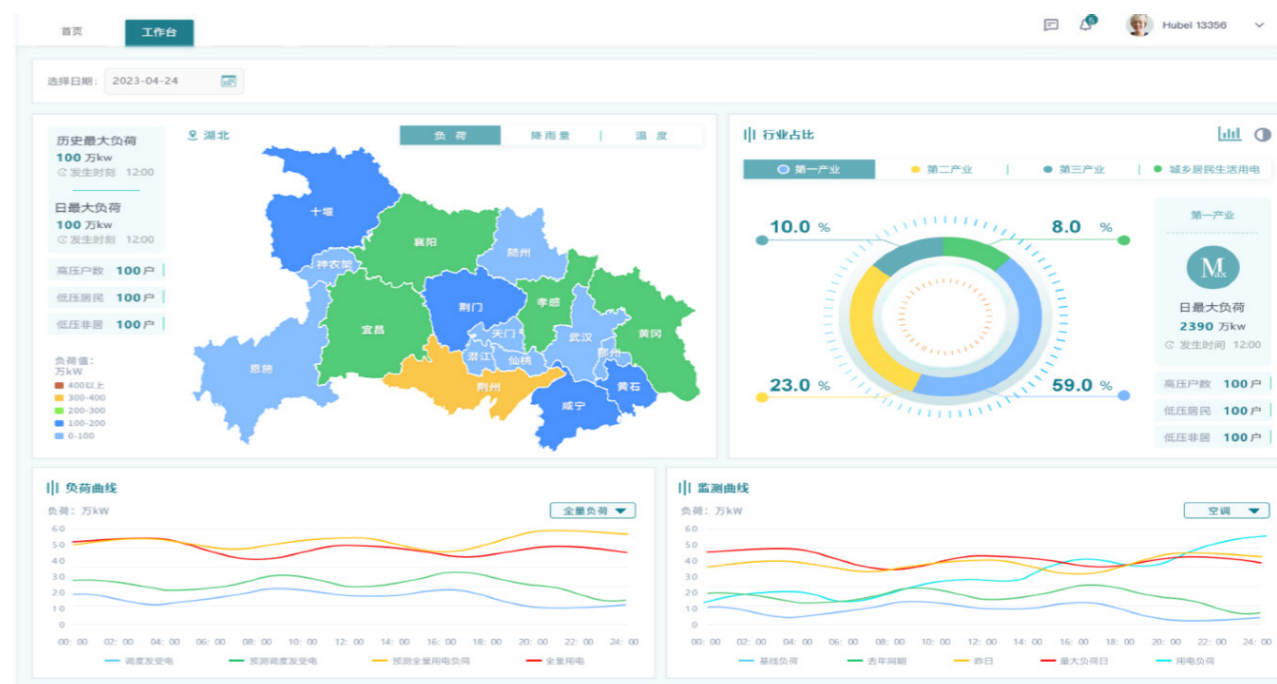 首页 工作台 6 Hubei 13356
选择日期: 2023-04-24
历史最大负荷
100 万kw
发生时刻 12:00
日最大负荷
100 万kw
发生时刻 12:00
高压户数 100户
低压居民 100户
低压非居 100户
负荷值:
万kW
400以上
300-400
200-300
100-200
0-100
湖北
负荷 降雨量 温度
十堰
襄阳
随州
神农架
荆门
孝感
宜昌
天门
武汉
黄冈
恩施
潜江
仙桃
鄂州
荆州
黄石
咸宁
行业占比
第一产业 第二产业 第三产业 城乡居民生活用电
10.0 %
8.0 %
23.0 %
59.0 %
第一产业
Max
日最大负荷
2390 万kw
发生时间 12:00
高压户数 100户
低压居民 100户
低压非居 100户
负荷曲线
负荷: 万kW
全量负荷
60
50
40
30
20
10
0
00: 00 02: 00 04: 00 06: 00 08: 00 10: 00 12: 00 14: 00 16: 00 18: 00 20: 00 22: 00 24: 00
调度发受电 预测调度发受电 预测全量用电负荷 全量用电
监测曲线
负荷: 万kW
空调
60
50
40
30
20
10
0
00: 00 02: 00 04: 00 06: 00 08: 00 10: 00 12: 00 14: 00 16: 00 18: 00 20: 00 22: 00 24: 00
基线负荷 去年同期 昨日 最大负荷日 用电负荷